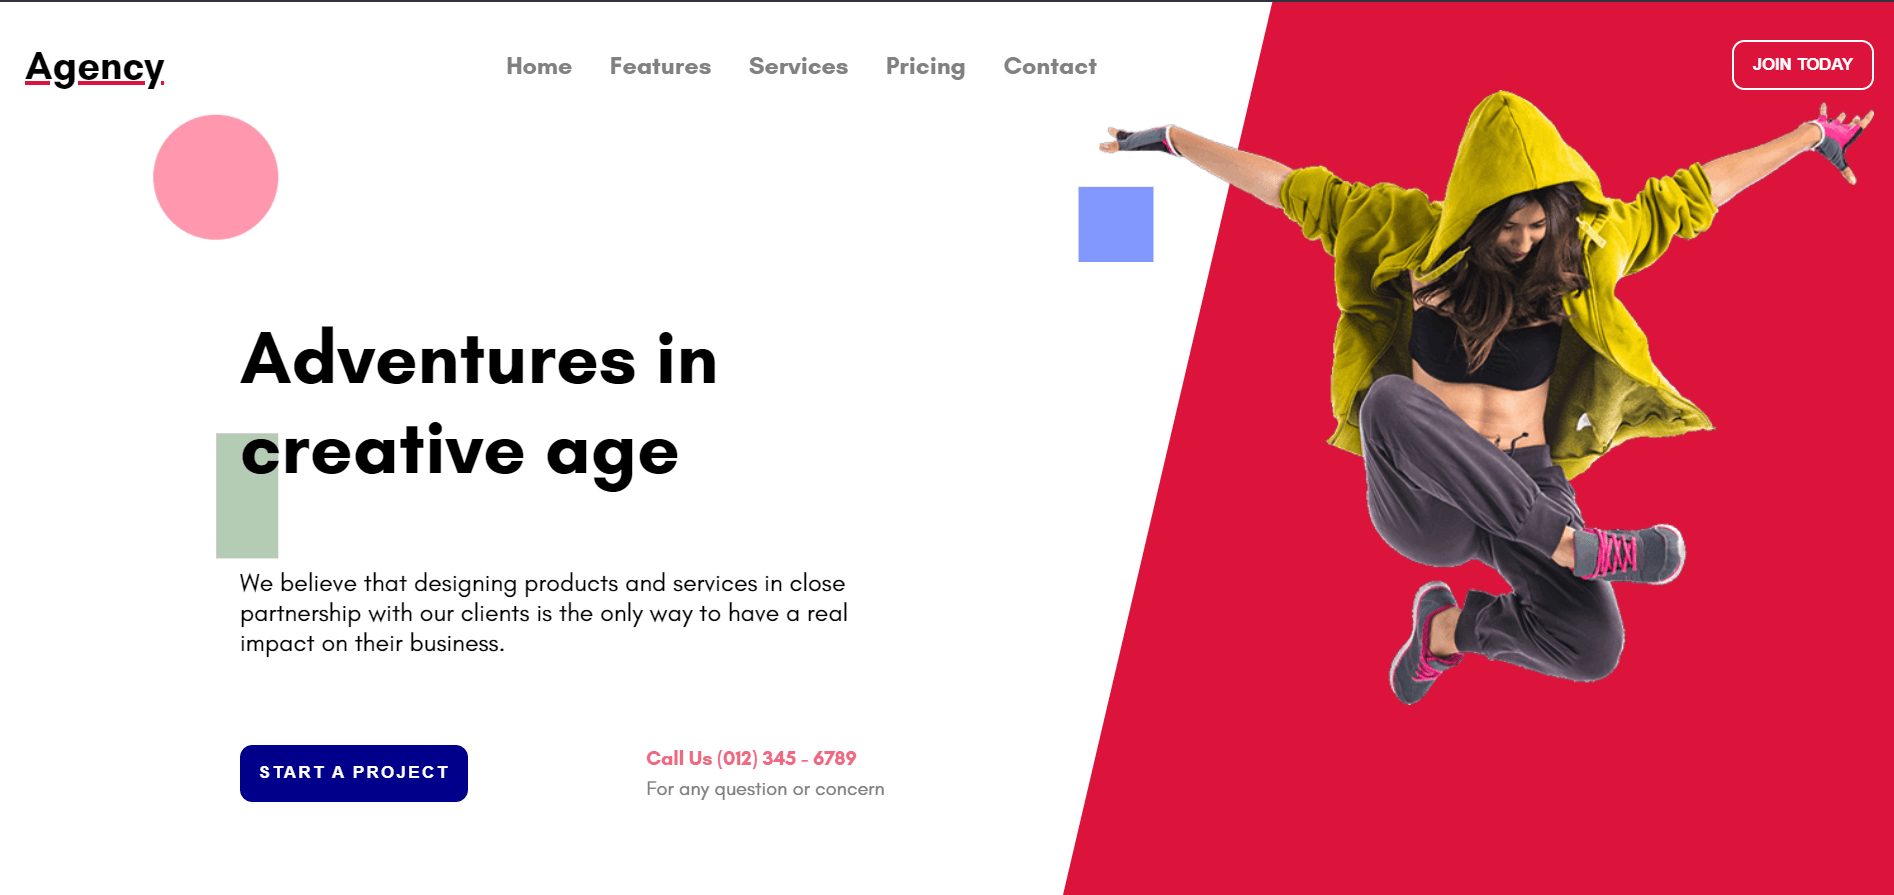 Agency
Home
Features
Services
Pricing
Contact
JOIN TODAY
Adventures in
creative age
We believe that designing products and services in close
partnership with our clients is the only way to have a real
impact on their business.
START A PROJECT
Call Us (012) 345 - 6789
For any question or concern